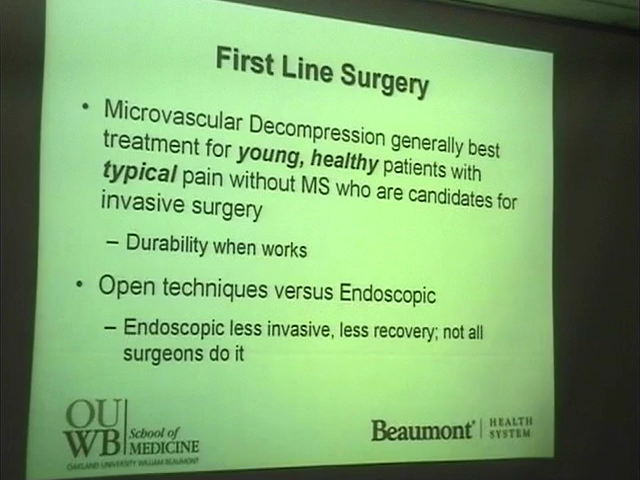 First Line Surgery
• Microvascular Decompression generally best
treatment for young, healthy patients with
typical pain without MS who are candidates for
invasive surgery
– Durability when works
• Open techniques versus Endoscopic
– Endoscopic less invasive, less recovery; not all
surgeons do it
OU
WB
School of
MEDICINE
OAKLAND UNIVERSITY WILLIAM BEAUMONT
Beaumont
HEALTH
SYSTEM